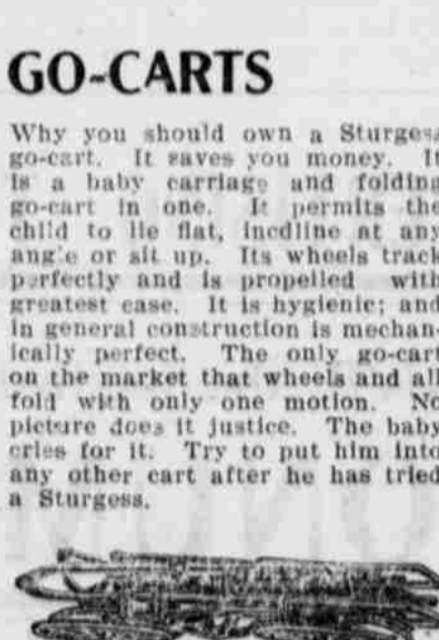 GO-CARTS
Why you should own a Sturgess
go-cart. It saves you money. It
is a baby carriage and folding
go-cart in one. It permits the
child to lie flat, incdline at any
angle or sit up. Its wheels track
perfectly and is propelled with
greatest ease. It is hygienic; and
in general construction is mechan-
ically perfect. The only go-cart
on the market that wheels and all
fold with only one motion. No
picture does it justice. The baby
cries for it. Try to put him into
any other cart after he has tried
a Sturgess.